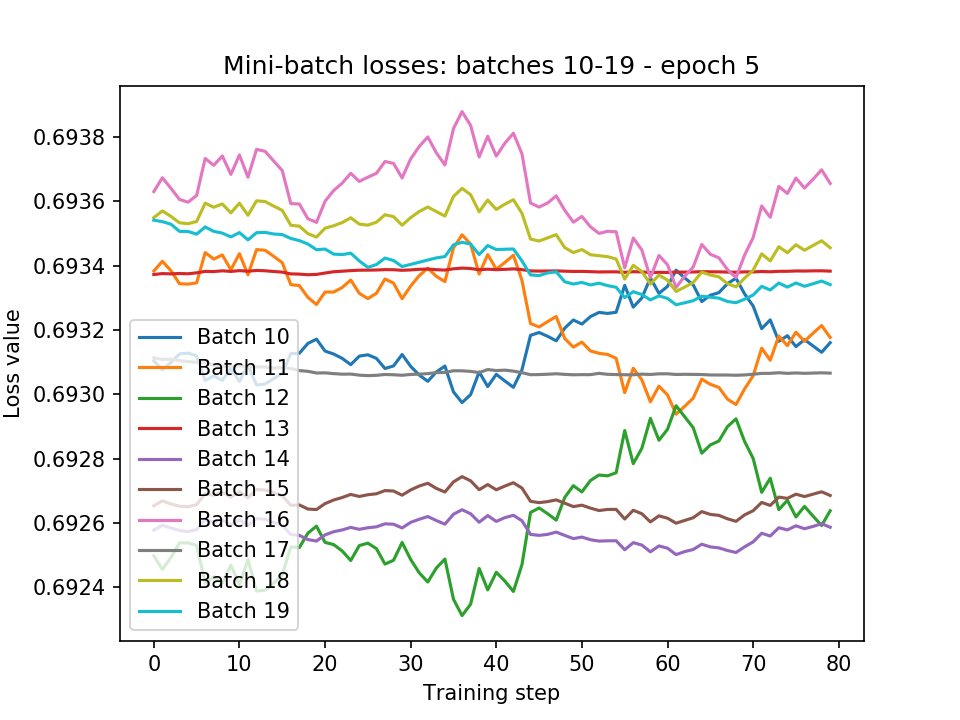 Mini-batch losses: batches 10-19 - epoch 5
Loss value
0.6938
0.6936
0.6934
0.6932
0.6930
0.6928
0.6926
0.6924
Batch 10
Batch 11
Batch 12
Batch 13
Batch 14
Batch 15
Batch 16
Batch 17
Batch 18
Batch 19
0 10 20 30 40 50 60 70 80
Training step